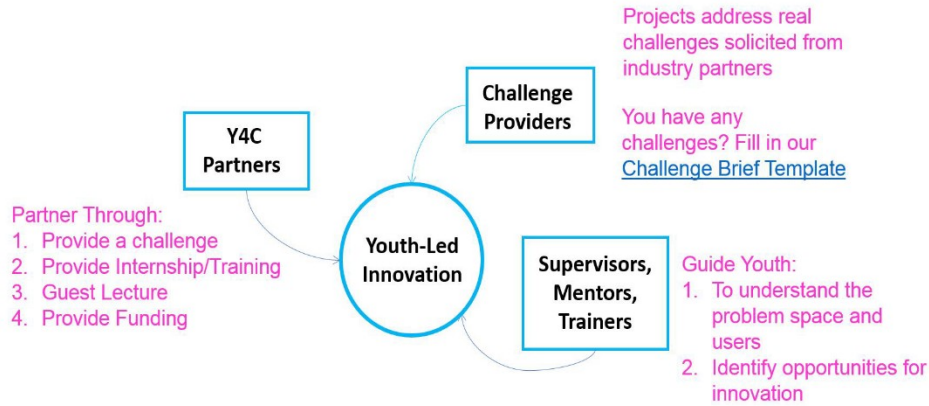 Projects address real
challenges solicited from
industry partners
You have any
challenges? Fill in our
Challenge Brief Template
Challenge
Providers
Y4C
Partners
Partner Through:
1. Provide a challenge
2. Provide Internship/Training
3. Guest Lecture
4. Provide Funding
Youth-Led
Innovation
Supervisors,
Mentors,
Trainers
Guide Youth:
1. To understand the
problem space and
users
2. Identify opportunities for
innovation